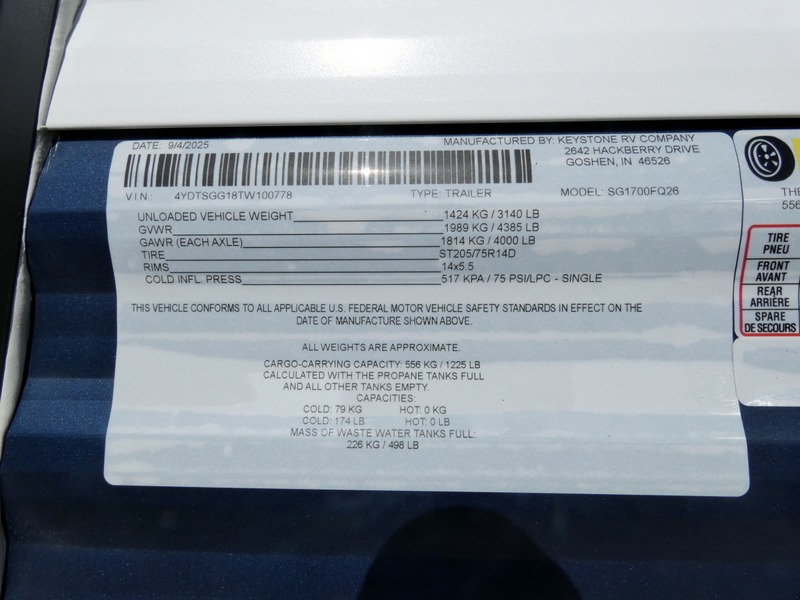 DATE: 9/4/2025
MANUFACTURED BY: KEYSTONE RV COMPANY
2642 HACKBERRY DRIVE
GOSHEN, IN 46526
V.I.N.: 4YDTSGG18TW100778 TYPE: TRAILER MODEL: SG1700FQ26
UNLOADED VEHICLE WEIGHT 1424 KG / 3140 LB
GVWR 1989 KG / 4385 LB
GAWR (EACH AXLE) 1814 KG / 4000 LB
TIRE ST205/75R14D
RIMS 14x5.5
COLD INFL. PRESS 517 KPA / 75 PSI/LPC - SINGLE
THIS VEHICLE CONFORMS TO ALL APPLICABLE U.S. FEDERAL MOTOR VEHICLE SAFETY STANDARDS IN EFFECT ON THE
DATE OF MANUFACTURE SHOWN ABOVE.
ALL WEIGHTS ARE APPROXIMATE.
CARGO-CARRYING CAPACITY: 556 KG / 1225 LB
CALCULATED WITH THE PROPANE TANKS FULL
AND ALL OTHER TANKS EMPTY.
CAPACITIES:
COLD: 79 KG HOT: 0 KG
COLD: 174 LB HOT: 0 LB
MASS OF WASTE WATER TANKS FULL:
226 KG / 498 LB
THE
556
TIRE
PNEU
FRONT
AVANT
REAR
ARRIÈRE
SPARE
DE SECOURS